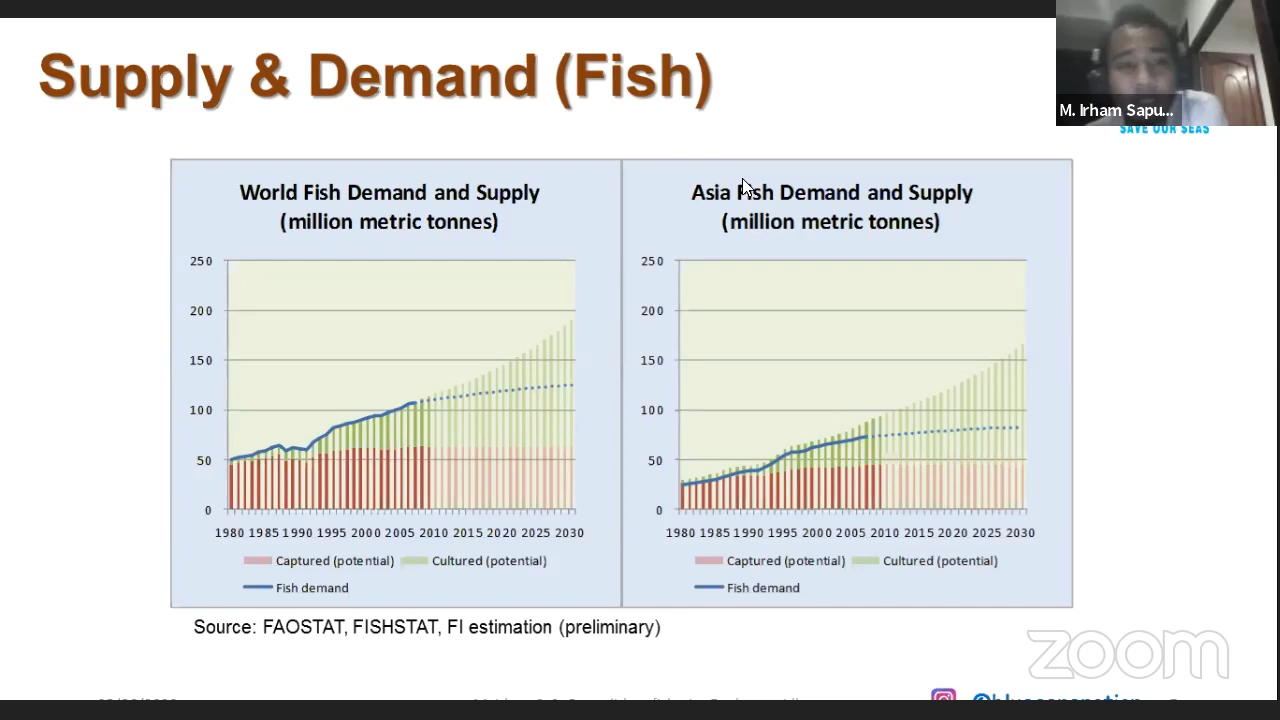 Supply & Demand (Fish)
M. Irham Sapu...
SAVE OUR SEAS
World Fish Demand and Supply
(million metric tonnes)
250
200
150
100
50
0
1980 1985 1990 1995 2000 2005 2010 2015 2020 2025 2030
Captured (potential) Cultured (potential)
Fish demand
Asia Fish Demand and Supply
(million metric tonnes)
250
200
150
100
50
0
1980 1985 1990 1995 2000 2005 2010 2015 2020 2025 2030
Captured (potential) Cultured (potential)
Fish demand
Source: FAOSTAT, FISHSTAT, FI estimation (preliminary)
zoom